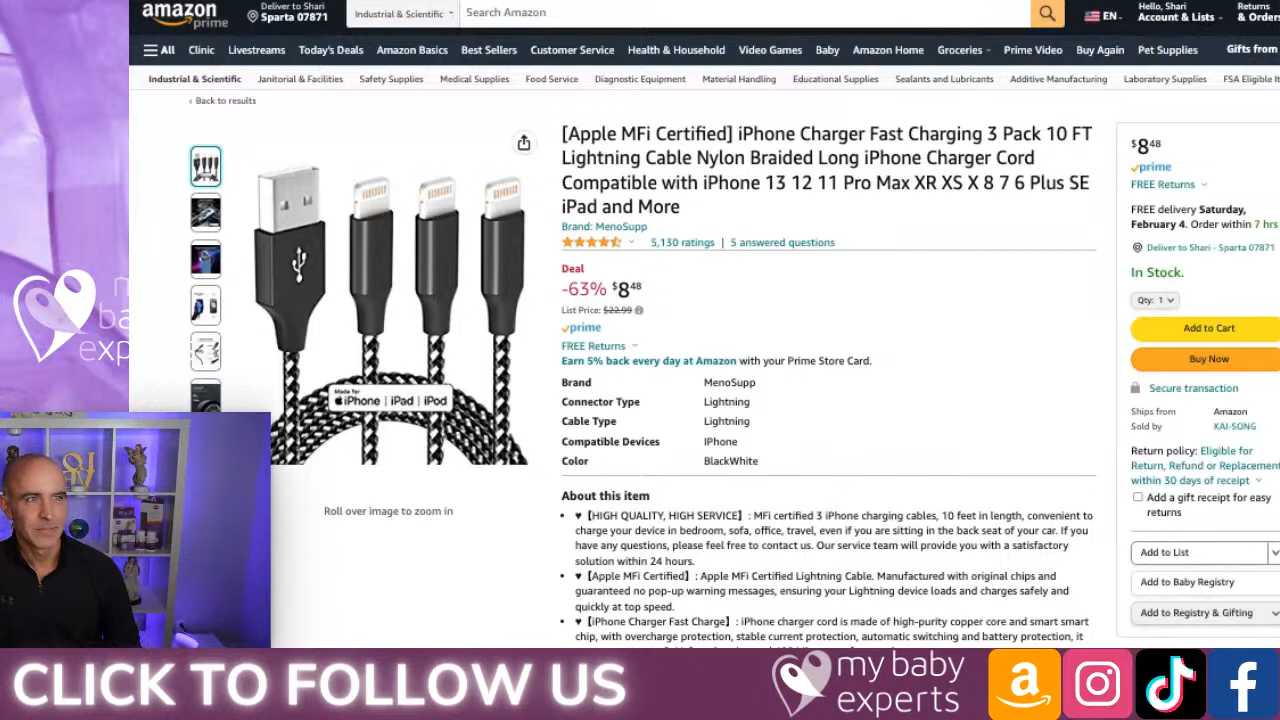 amazon
prime
Deliver to Shari
Sparta 07871
Industrial & Scientific
Search Amazon
EN
Hello, Shari
Account & Lists
Returns
& Orders
All
Clinic
Livestreams
Today's Deals
Amazon Basics
Best Sellers
Customer Service
Health & Household
Video Games
Baby
Amazon Home
Groceries
Prime Video
Buy Again
Pet Supplies
Gifts from
Industrial & Scientific
Janitorial & Facilities
Safety Supplies
Medical Supplies
Food Service
Diagnostic Equipment
Material Handling
Educational Supplies
Sealants and Lubricants
Additive Manufacturing
Laboratory Supplies
FSA Eligible It
‹ Back to results
[Apple MFi Certified] iPhone Charger Fast Charging 3 Pack 10 FT
Lightning Cable Nylon Braided Long iPhone Charger Cord
Compatible with iPhone 13 12 11 Pro Max XR XS X 8 7 6 Plus SE
iPad and More
Brand: MenoSupp
5,130 ratings | 5 answered questions
Deal
-63% $8 48
List Price: $22.99
prime
FREE Returns
Earn 5% back every day at Amazon with your Prime Store Card.
Brand MenoSupp
Connector Type Lightning
Cable Type Lightning
Compatible Devices IPhone
Color BlackWhite
About this item
• ♥【HIGH QUALITY, HIGH SERVICE】: MFi certified 3 iPhone charging cables, 10 feet in length, convenient to
charge your device in bedroom, sofa, office, travel, even if you are sitting in the back seat of your car. If you
have any questions, please feel free to contact us. Our service team will provide you with a satisfactory
solution within 24 hours.
• ♥【Apple MFi Certified】: Apple MFi Certified Lightning Cable. Manufactured with original chips and
guaranteed no pop-up warning messages, ensuring your Lightning device loads and charges safely and
quickly at top speed.
• ♥【iPhone Charger Fast Charge】: iPhone charger cord is made of high-purity copper core and smart smart
chip, with overcharge protection, stable current protection, automatic switching and battery protection, it
Made for
iPhone | iPad | iPod
Roll over image to zoom in
$8 48
prime
FREE Returns
FREE delivery Saturday,
February 4. Order within 7 hrs
Deliver to Shari - Sparta 07871
In Stock.
Qty: 1
Add to Cart
Buy Now
Secure transaction
Ships from Amazon
Sold by KAI-SONG
Return policy: Eligible for
Return, Refund or Replacement
within 30 days of receipt
Add a gift receipt for easy
returns
Add to List
Add to Baby Registry
Add to Registry & Gifting
CLICK TO FOLLOW US
my baby
experts